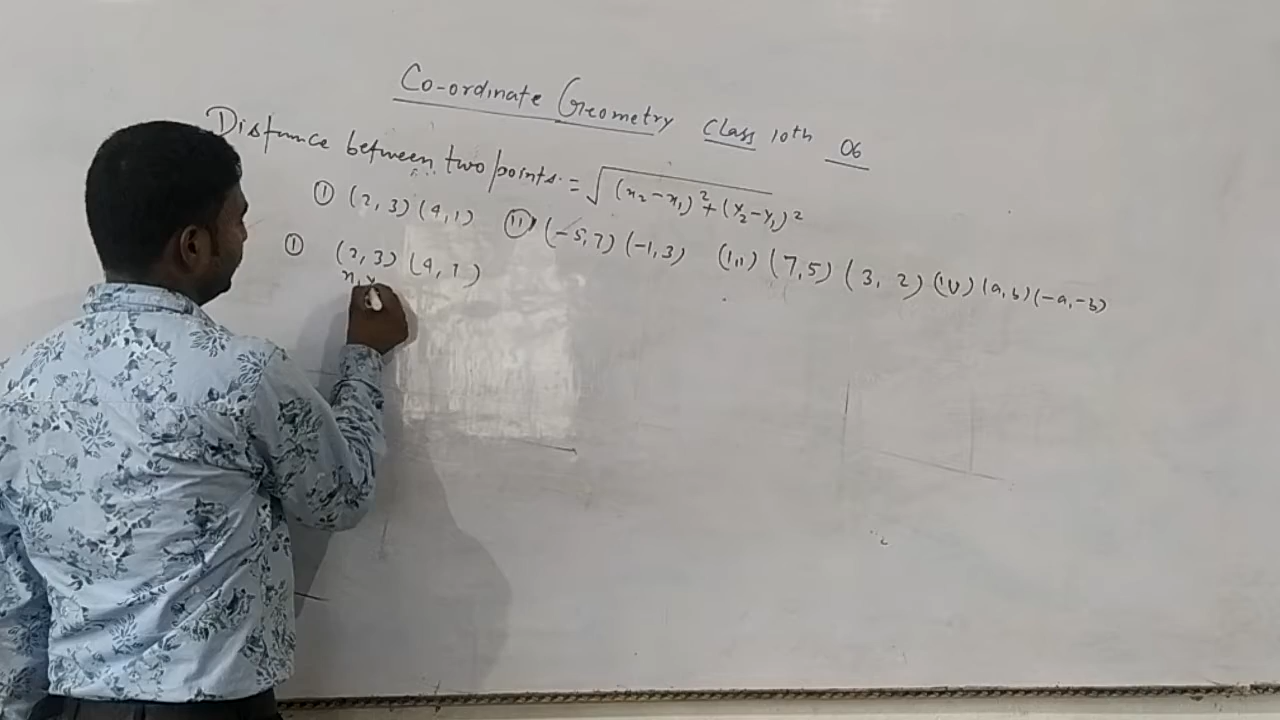 Co-ordinate Geometry Class 10th 06
Distance between two points = √(x₂-x₁)²+(y₂-y₁)²
① (2, 3) (4, 1) (ii) (-5, 7) (-1, 3) (iii) (7, 5) (3, 2) (iv) (a, b) (-a, -b)
① (2, 3) (4, 1)
x₁ y